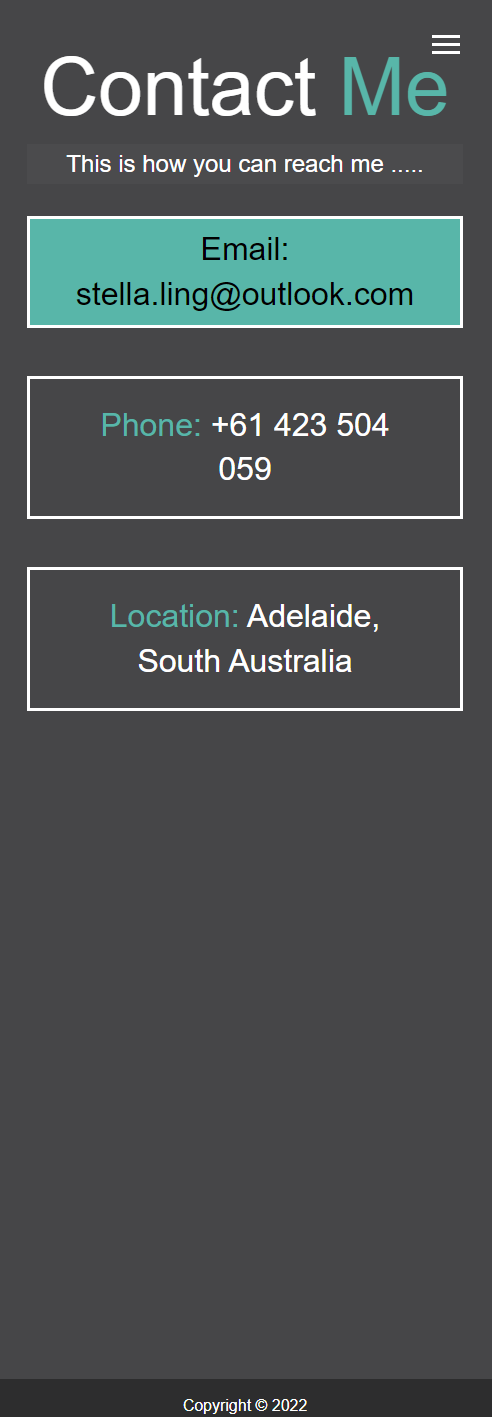 Contact Me
This is how you can reach me .....
Email:
stella.ling@outlook.com
Phone: +61 423 504
059
Location: Adelaide,
South Australia
Copyright © 2022